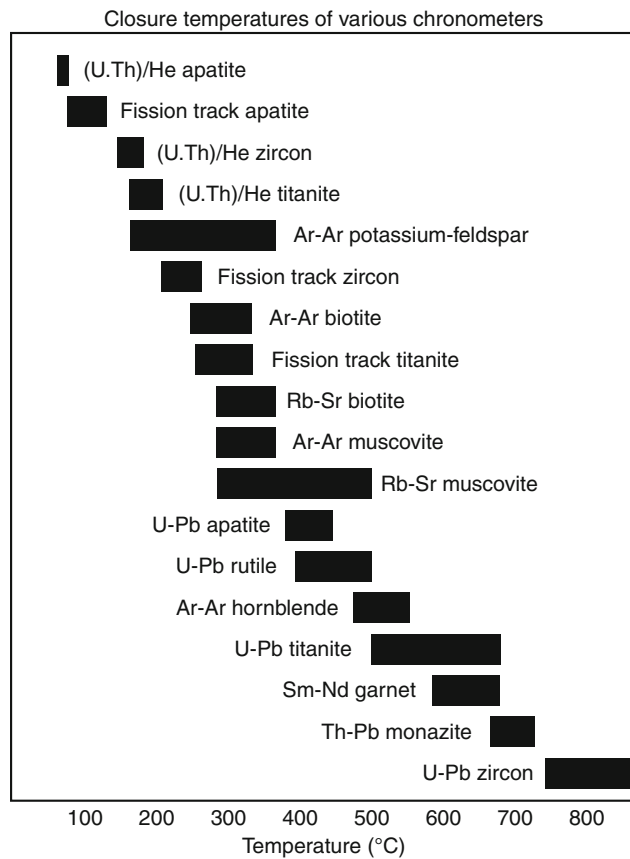 Closure temperatures of various chronometers
(U.Th)/He apatite
Fission track apatite
(U.Th)/He zircon
(U.Th)/He titanite
Ar-Ar potassium-feldspar
Fission track zircon
Ar-Ar biotite
Fission track titanite
Rb-Sr biotite
Ar-Ar muscovite
Rb-Sr muscovite
U-Pb apatite
U-Pb rutile
Ar-Ar hornblende
U-Pb titanite
Sm-Nd garnet
Th-Pb monazite
U-Pb zircon
100 200 300 400 500 600 700 800
Temperature (°C)